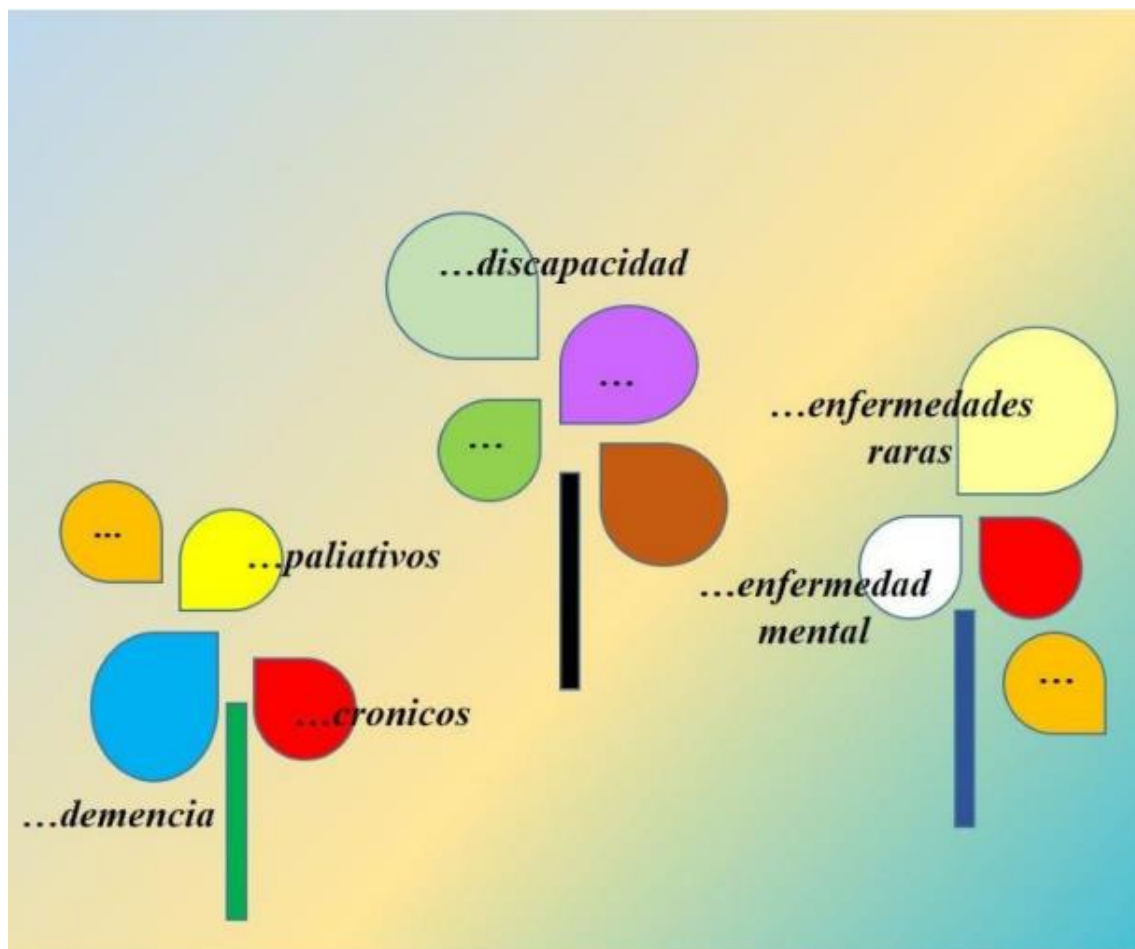 …discapacidad
...
...
…enfermedades
raras
...
…paliativos
…enfermedad
mental
...
…cronicos
…demencia